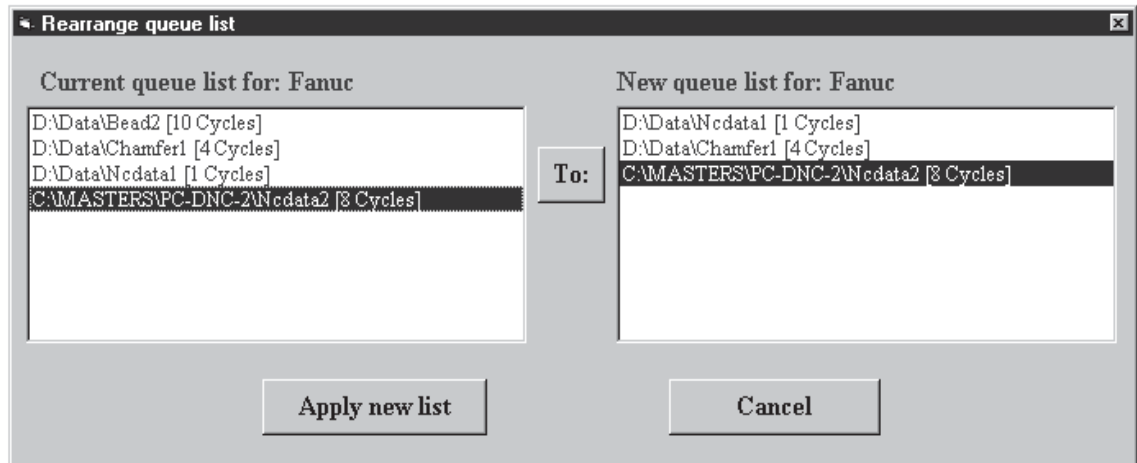 Rearrange queue list
Current queue list for: Fanuc
D:\Data\Bead2 [10 Cycles]
D:\Data\Chamfer1 [4 Cycles]
D:\Data\Ncdata1 [1 Cycles]
C:\MASTERS\PC-DNC-2\Ncdata2 [8 Cycles]
To:
New queue list for: Fanuc
D:\Data\Ncdata1 [1 Cycles]
D:\Data\Chamfer1 [4 Cycles]
C:\MASTERS\PC-DNC-2\Ncdata2 [8 Cycles]
Apply new list
Cancel